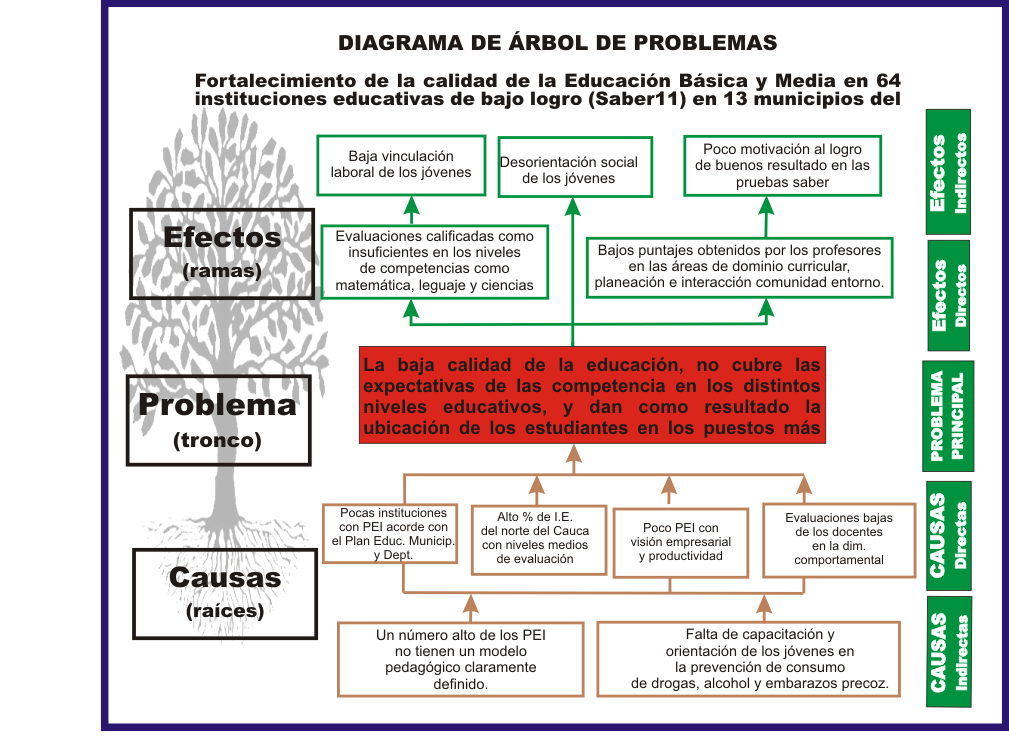 DIAGRAMA DE ÁRBOL DE PROBLEMAS
Fortalecimiento de la calidad de la Educación Básica y Media en 64
instituciones educativas de bajo logro (Saber11) en 13 municipios del
Baja vinculación
laboral de los jóvenes
Desorientación social
de los jóvenes
Poco motivación al logro
de buenos resultado en las
pruebas saber
Efectos
Indirectos
Efectos
(ramas)
Evaluaciones calificadas como
insuficientes en los niveles
de competencias como
matemática, leguaje y ciencias
Bajos puntajes obtenidos por los profesores
en las áreas de dominio curricular,
planeación e interacción comunidad entorno.
Efectos
Directos
Problema
(tronco)
La baja calidad de la educación, no cubre las
expectativas de las competencia en los distintos
niveles educativos, y dan como resultado la
ubicación de los estudiantes en los puestos más
PROBLEMA
PRINCIPAL
Pocas instituciones
con PEI acorde con
el Plan Educ. Municip.
y Dept.
Alto % de I.E.
del norte del Cauca
con niveles medios
de evaluación
Poco PEI con
visión empresarial
y productividad
Evaluaciones bajas
de los docentes
en la dim.
comportamental
CAUSAS
Directas
Causas
(raíces)
Un número alto de los PEI
no tienen un modelo
pedagógico claramente
definido.
Falta de capacitación y
orientación de los jóvenes en
la prevención de consumo
de drogas, alcohol y embarazos precoz.
CAUSAS
Indirectas